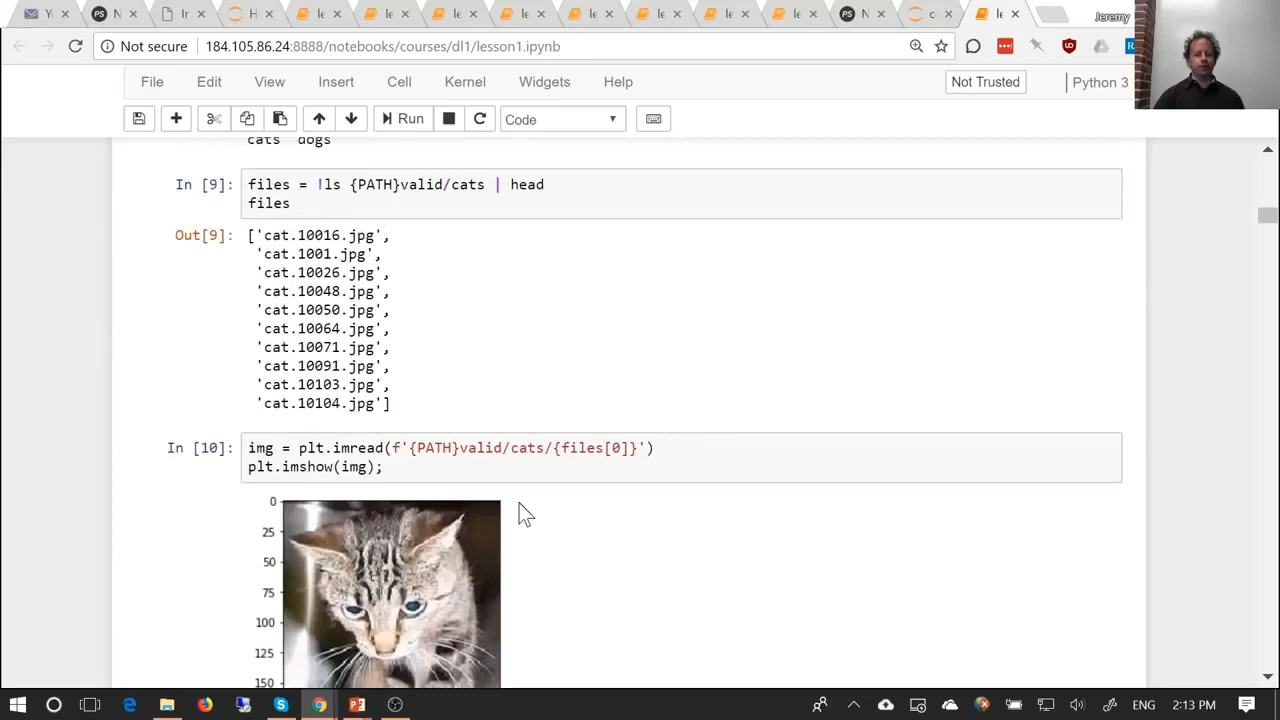 Jeremy
Not secure 184.105.86.24:8888/notebooks/courses/dl1/lesson1.ipynb
File Edit View Insert Cell Kernel Widgets Help Not Trusted Python 3
Run Code
cats dogs
In [9]: files = !ls {PATH}valid/cats | head
files
Out[9]: ['cat.10016.jpg',
'cat.1001.jpg',
'cat.10026.jpg',
'cat.10048.jpg',
'cat.10050.jpg',
'cat.10064.jpg',
'cat.10071.jpg',
'cat.10091.jpg',
'cat.10103.jpg',
'cat.10104.jpg']
In [10]: img = plt.imread(f'{PATH}valid/cats/{files[0]}')
plt.imshow(img);
0
25
50
75
100
125
150
ENG 2:13 PM